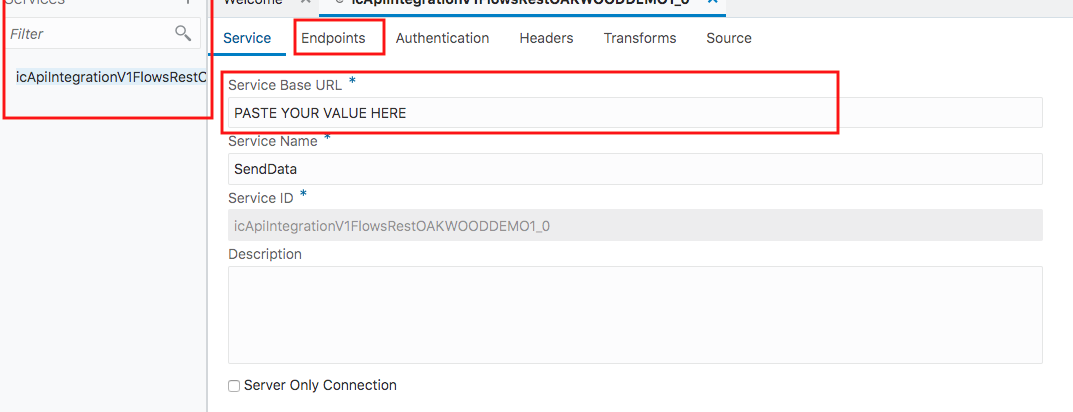 Services +
Welcome × icApiIntegrationV1FlowsRestOAKWOODDEMO1_0 ×
Filter
icApiIntegrationV1FlowsRestO
Service Endpoints Authentication Headers Transforms Source
Service Base URL *
PASTE YOUR VALUE HERE
Service Name *
SendData
Service ID *
icApiIntegrationV1FlowsRestOAKWOODDEMO1_0
Description
Server Only Connection